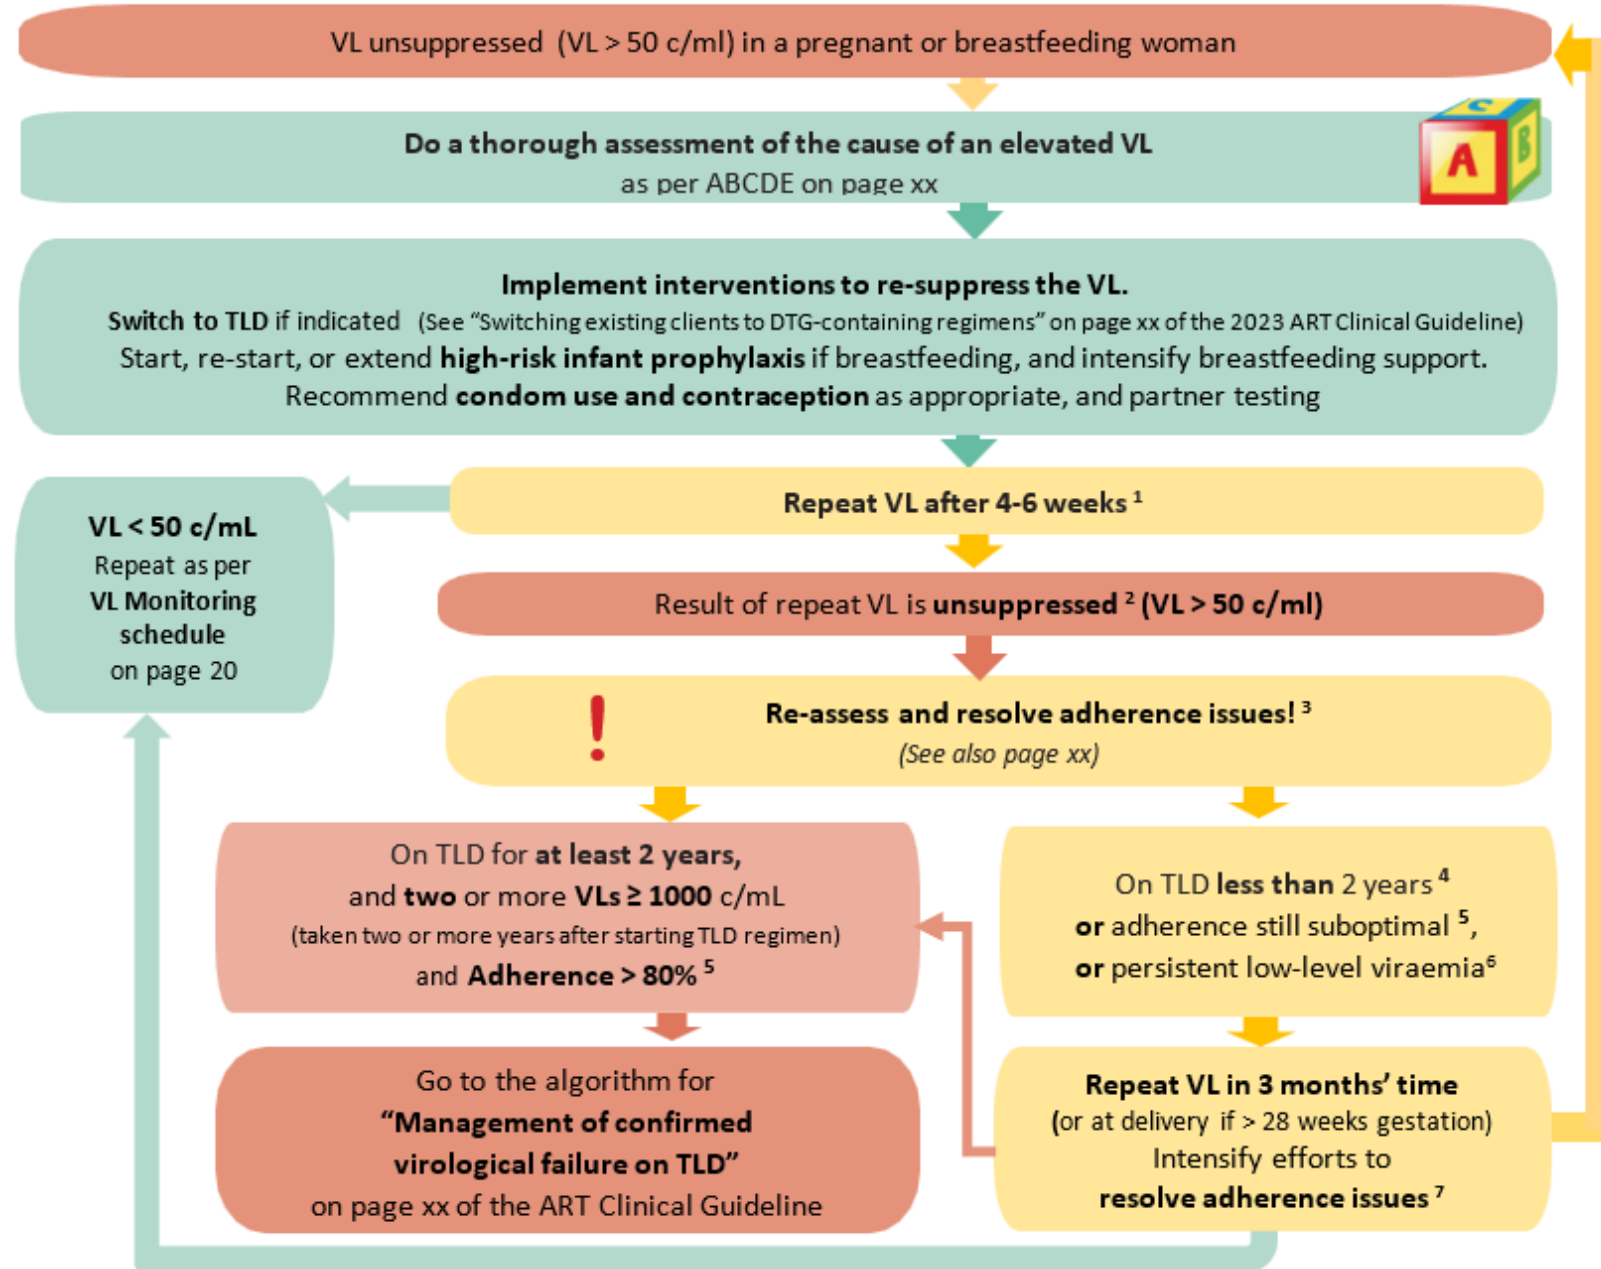 VL unsuppressed (VL > 50 c/ml) in a pregnant or breastfeeding woman
Do a thorough assessment of the cause of an elevated VL
as per ABCDE on page xx
C
A
B
Implement interventions to re-suppress the VL.
Switch to TLD if indicated (See “Switching existing clients to DTG-containing regimens” on page xx of the 2023 ART Clinical Guideline)
Start, re-start, or extend high-risk infant prophylaxis if breastfeeding, and intensify breastfeeding support.
Recommend condom use and contraception as appropriate, and partner testing
Repeat VL after 4-6 weeks ¹
VL < 50 c/mL
Repeat as per
VL Monitoring
schedule
on page 20
Result of repeat VL is unsuppressed ² (VL > 50 c/ml)
! Re-assess and resolve adherence issues! ³
(See also page xx)
On TLD for at least 2 years,
and two or more VLs ≥ 1000 c/mL
(taken two or more years after starting TLD regimen)
and Adherence > 80% ⁵
On TLD less than 2 years ⁴
or adherence still suboptimal ⁵,
or persistent low-level viraemia⁶
Go to the algorithm for
“Management of confirmed
virological failure on TLD”
on page xx of the ART Clinical Guideline
Repeat VL in 3 months’ time
(or at delivery if > 28 weeks gestation)
Intensify efforts to
resolve adherence issues ⁷